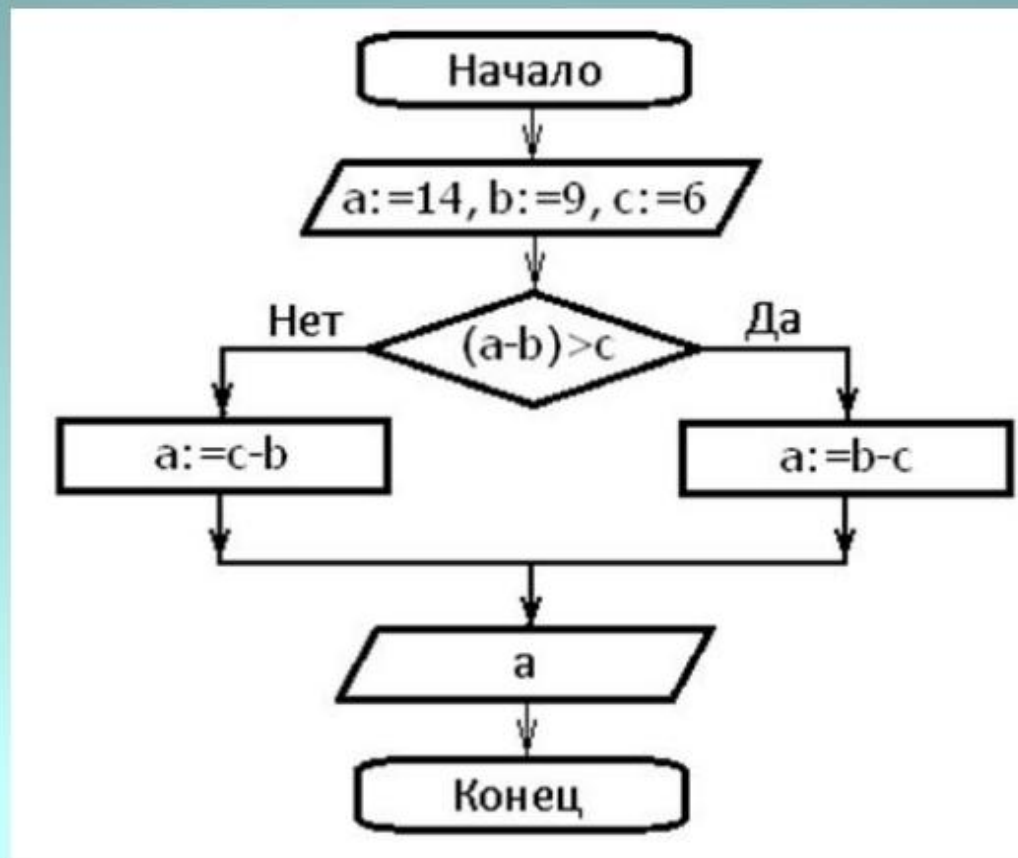 Начало
a:=14, b:=9, c:=6
Нет
(a-b)>c
Да
a:=c-b
a:=b-c
a
Конец